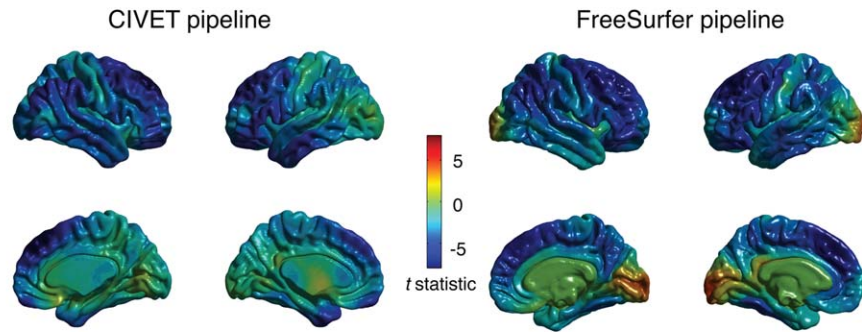 CIVET pipeline
FreeSurfer pipeline
5
0
-5
t statistic